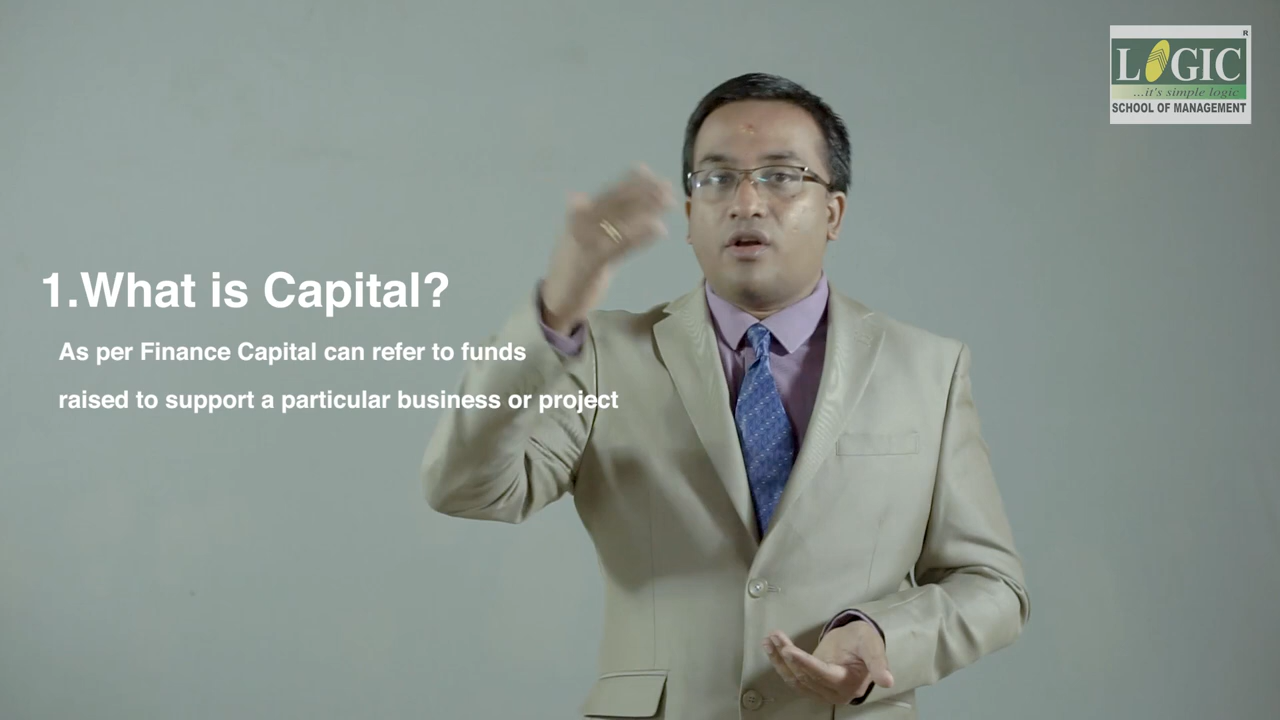 LOGIC
R
...it's simple logic
SCHOOL OF MANAGEMENT
1.What is Capital?
As per Finance Capital can refer to funds
raised to support a particular business or project